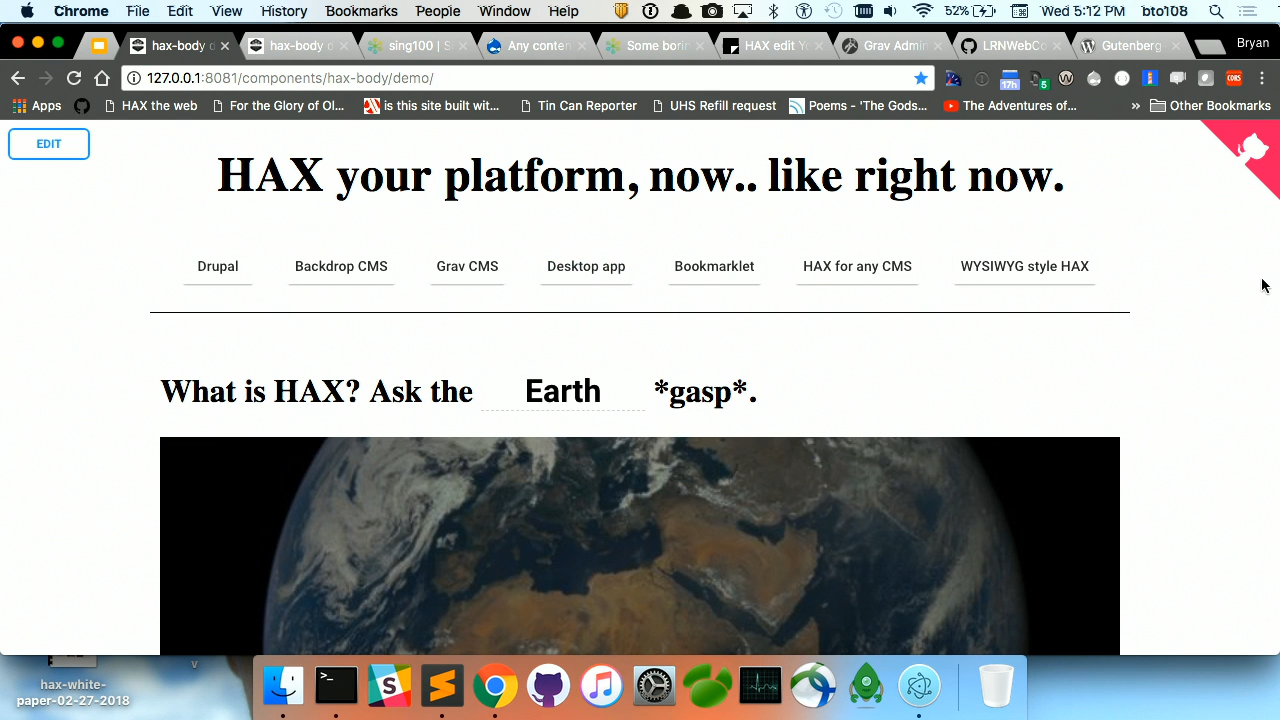 Chrome File Edit View History Bookmarks People Window Help 52% Wed 5:12 PM bto108
hax-body d hax-body d sing100 | S Any conten Some borin HAX edit Yo Grav Admin LRNWebCo Gutenberg Bryan
127.0.0.1:8081/components/hax-body/demo/
17h 5 W CORS
Apps HAX the web For the Glory of Ol... is this site built wit... Tin Can Reporter UHS Refill request Poems - 'The Gods... The Adventures of... » Other Bookmarks
EDIT
HAX your platform, now.. like right now.
Drupal Backdrop CMS Grav CMS Desktop app Bookmarklet HAX for any CMS WYSIWYG style HAX
What is HAX? Ask the Earth *gasp*.
hax-white-
paper-02-27-2018